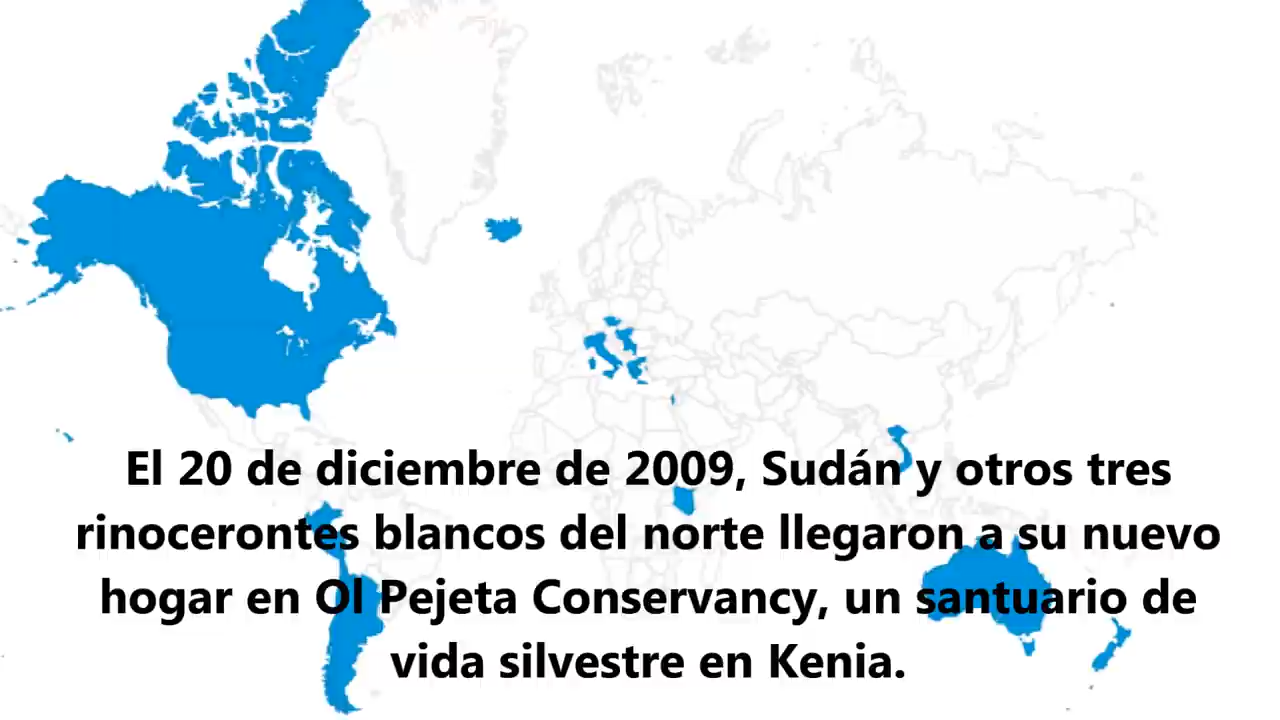 El 20 de diciembre de 2009, Sudán y otros tres
rinocerontes blancos del norte llegaron a su nuevo
hogar en Ol Pejeta Conservancy, un santuario de
vida silvestre en Kenia.